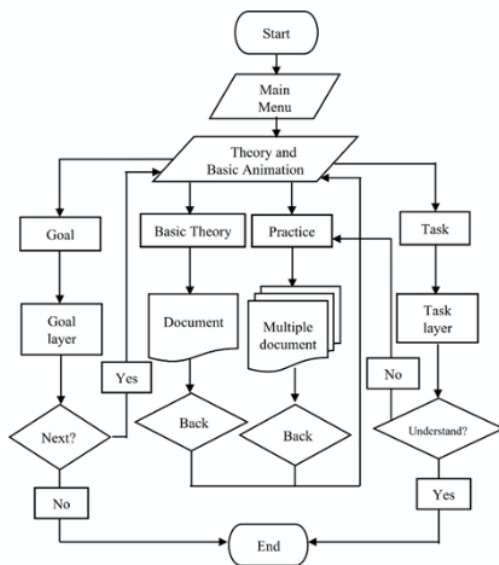 Start
Main
Menu
Theory and
Basic Animation
Goal
Basic Theory
Practice
Task
Goal
layer
Document
Multiple
document
Task
layer
Yes
No
Next?
Back
Back
Understand?
No
Yes
End